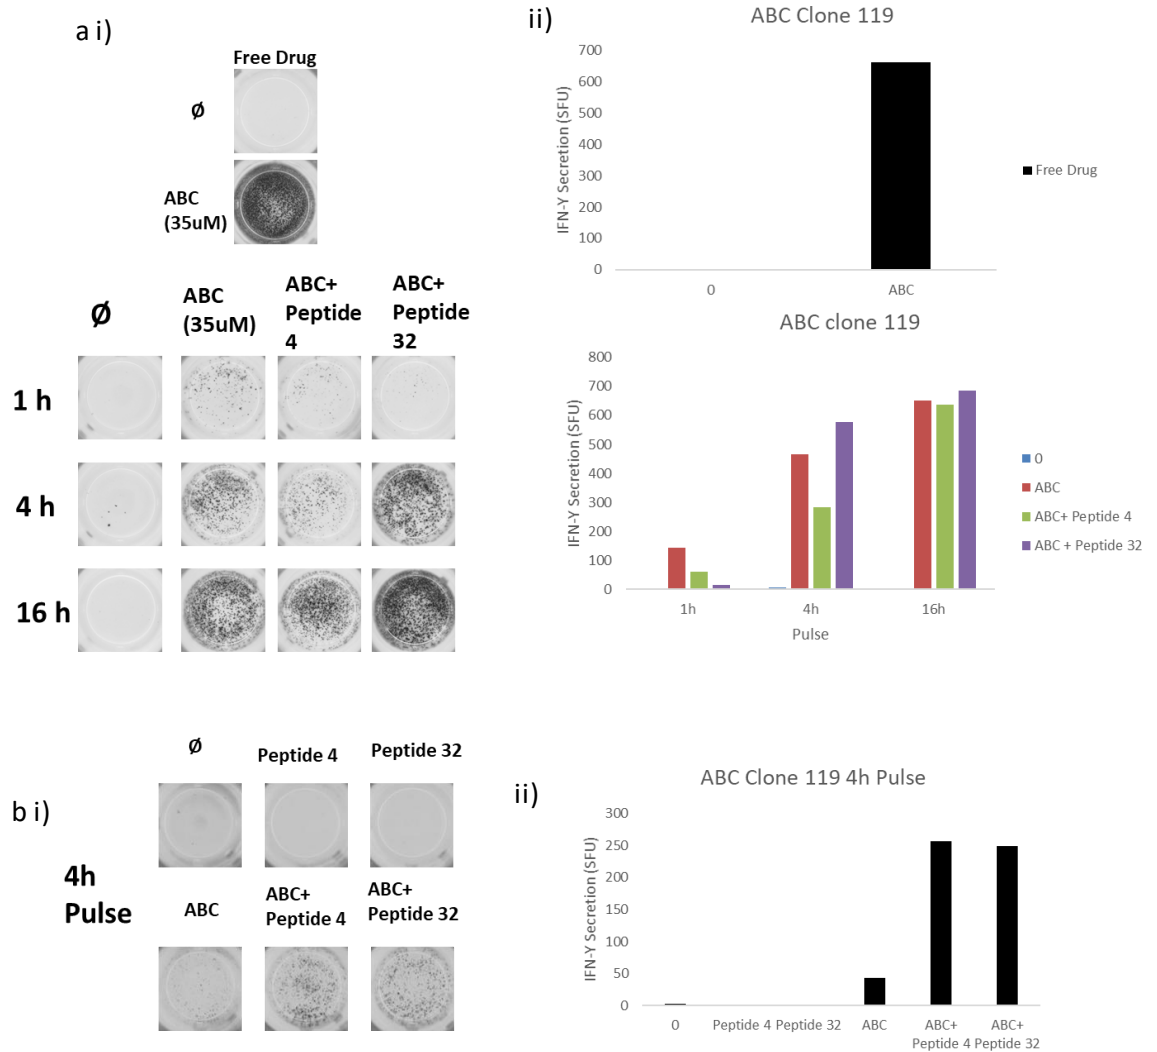 a i)
Free Drug
ø
ABC
(35uM)
ø
ABC
(35uM)
ABC+
Peptide
4
ABC+
Peptide
32
1 h
4 h
16 h
ii)
ABC Clone 119
IFN-Y Secretion (SFU)
700
600
500
400
300
200
100
0
0
ABC
Free Drug
ABC clone 119
IFN-Y Secretion (SFU)
800
700
600
500
400
300
200
100
0
1h
4h
16h
Pulse
0
ABC
ABC+ Peptide 4
ABC + Peptide 32
b i)
ø
Peptide 4
Peptide 32
4h
Pulse
ABC
ABC+
Peptide 4
ABC+
Peptide 32
ii)
ABC Clone 119 4h Pulse
IFN-Y Secretion (SFU)
300
250
200
150
100
50
0
0
Peptide 4
Peptide 32
ABC
ABC+
Peptide 4
ABC+
Peptide 32